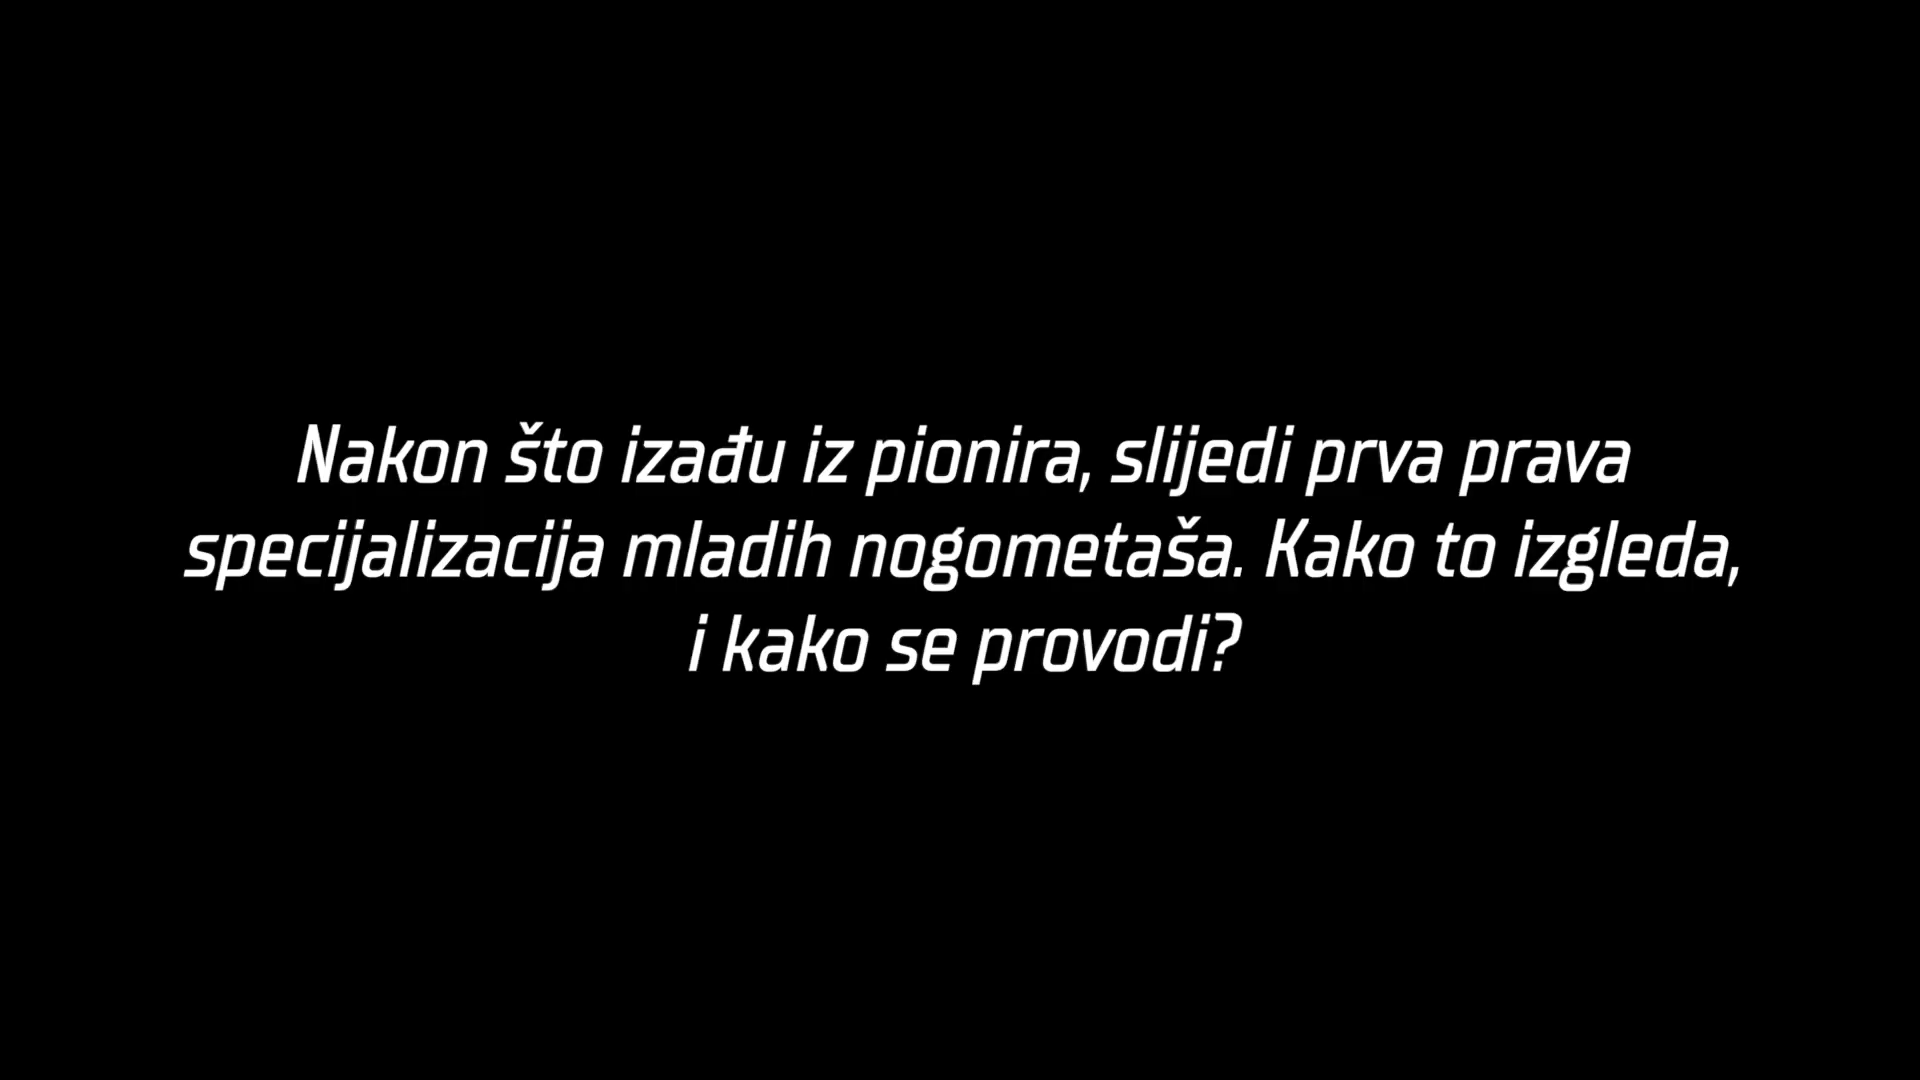 Nakon što izađu iz pionira, slijedi prva prava
specijalizacija mladih nogometaša. Kako to izgleda,
i kako se provodi?